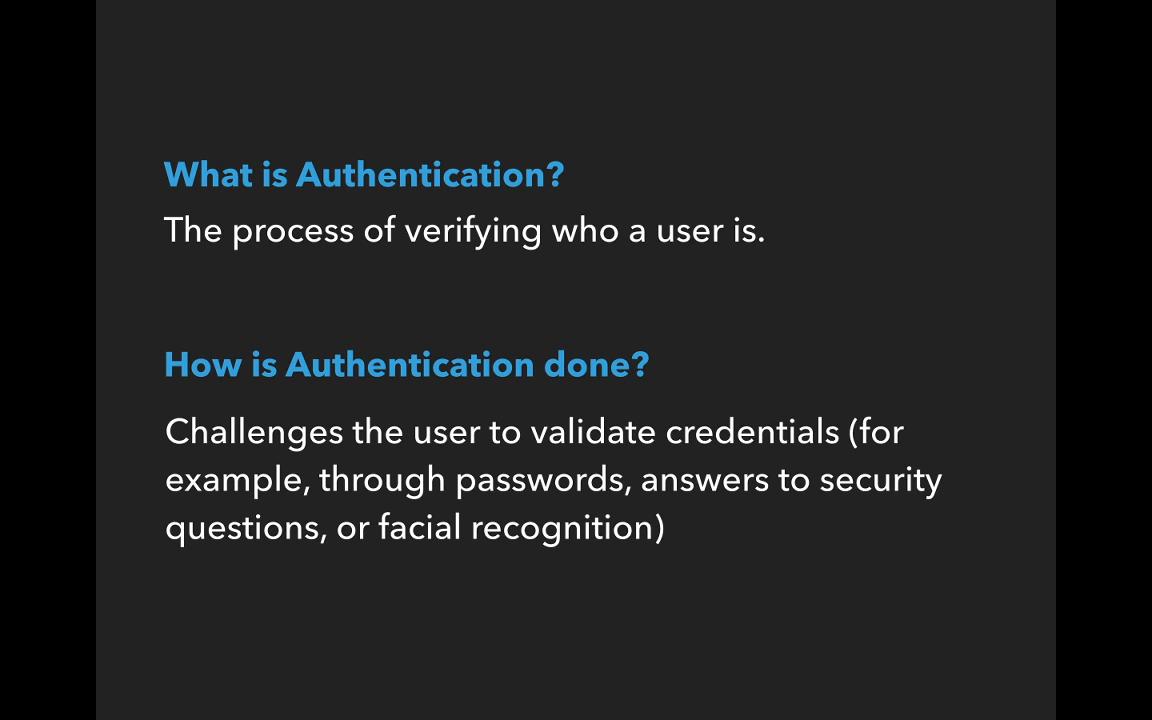 What is Authentication?
The process of verifying who a user is.
How is Authentication done?
Challenges the user to validate credentials (for
example, through passwords, answers to security
questions, or facial recognition)